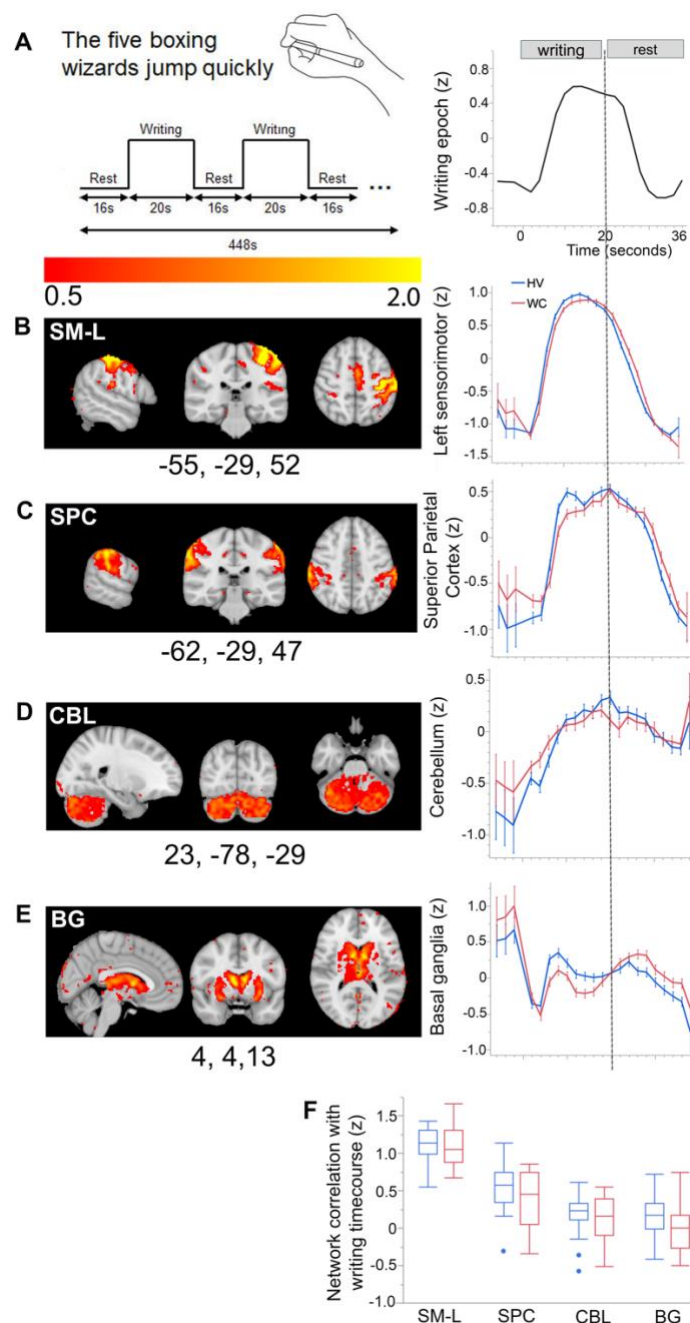 A
The five boxing
wizards jump quickly
Writing
Writing
Rest
Rest
Rest
...
16s
20s
16s
20s
16s
448s
writing
rest
Writing epoch (z)
0.8
0.4
0
-0.4
-0.8
0
20
36
Time (seconds)
0.5
2.0
B
SM-L
-55, -29, 52
HV
WC
Left sensorimotor (z)
1.0
0.5
0
-0.5
-1.0
-1.5
C
SPC
-62, -29, 47
Superior Parietal
Cortex (z)
0.5
0
-0.5
-1.0
D
CBL
23, -78, -29
Cerebellum (z)
0.5
0
-0.5
-1.0
E
BG
4, 4,13
Basal ganglia (z)
1.0
0.5
0
-0.5
-1.0
F
Network correlation with
writing timecourse (z)
1.5
1.0
0.5
0
-0.5
-1.0
SM-L
SPC
CBL
BG